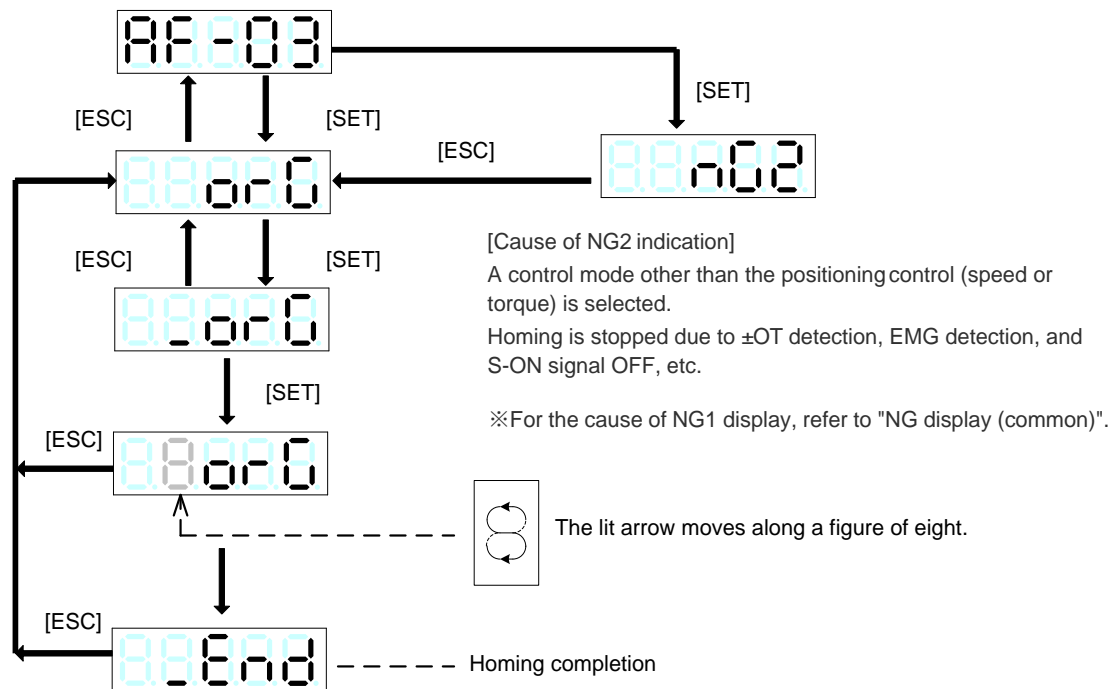 AF-03
[SET]
[ESC]
[SET]
[ESC]
orG
nG2
[Cause of NG2 indication]
A control mode other than the positioning control (speed or
torque) is selected.
Homing is stopped due to ±OT detection, EMG detection, and
S-ON signal OFF, etc.
※For the cause of NG1 display, refer to "NG display (common)".
[ESC]
[SET]
_orG
[SET]
[ESC]
orG
The lit arrow moves along a figure of eight.
[ESC]
_End
Homing completion